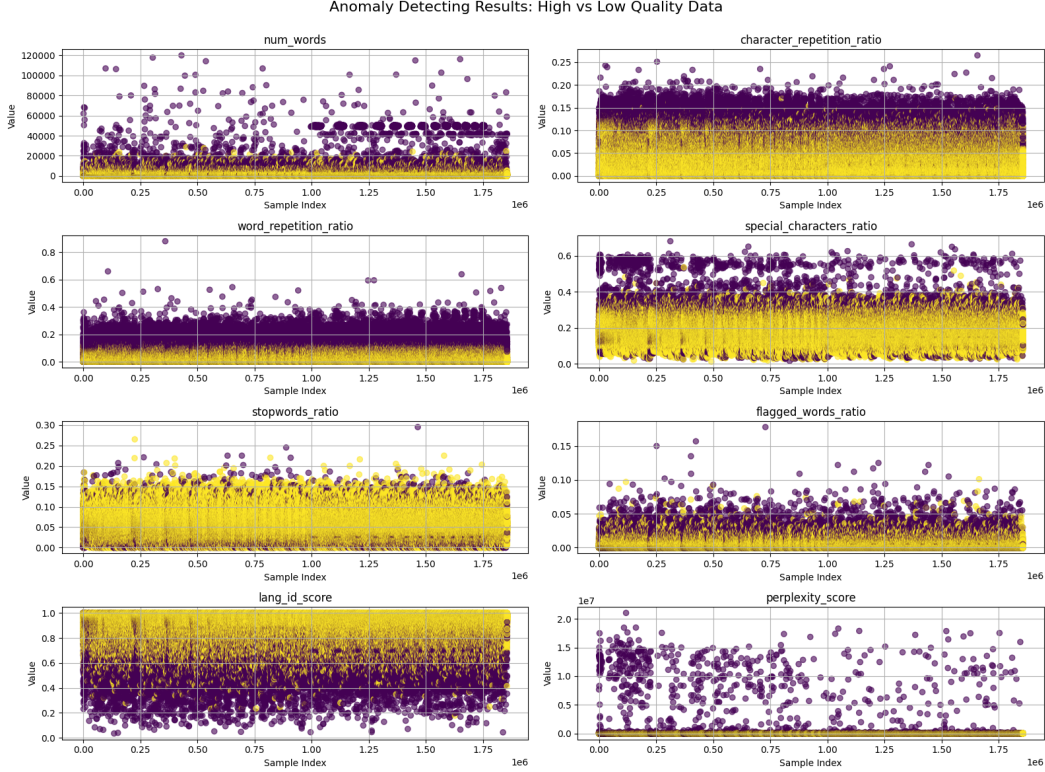 Anomaly Detecting Results: High vs Low Quality Data
num_words
Value
120000
100000
80000
60000
40000
20000
0
0.00 0.25 0.50 0.75 1.00 1.25 1.50 1.75
1e6
Sample Index
character_repetition_ratio
Value
0.25
0.20
0.15
0.10
0.05
0.00
0.00 0.25 0.50 0.75 1.00 1.25 1.50 1.75
1e6
Sample Index
word_repetition_ratio
Value
0.8
0.6
0.4
0.2
0.0
0.00 0.25 0.50 0.75 1.00 1.25 1.50 1.75
1e6
Sample Index
special_characters_ratio
Value
0.6
0.4
0.2
0.0
0.00 0.25 0.50 0.75 1.00 1.25 1.50 1.75
1e6
Sample Index
stopwords_ratio
Value
0.30
0.25
0.20
0.15
0.10
0.05
0.00
0.00 0.25 0.50 0.75 1.00 1.25 1.50 1.75
1e6
Sample Index
flagged_words_ratio
Value
0.15
0.10
0.05
0.00
0.00 0.25 0.50 0.75 1.00 1.25 1.50 1.75
1e6
Sample Index
lang_id_score
Value
1.0
0.8
0.6
0.4
0.2
0.0
0.00 0.25 0.50 0.75 1.00 1.25 1.50 1.75
1e6
Sample Index
perplexity_score
1e7
Value
2.0
1.5
1.0
0.5
0.0
0.00 0.25 0.50 0.75 1.00 1.25 1.50 1.75
1e6
Sample Index